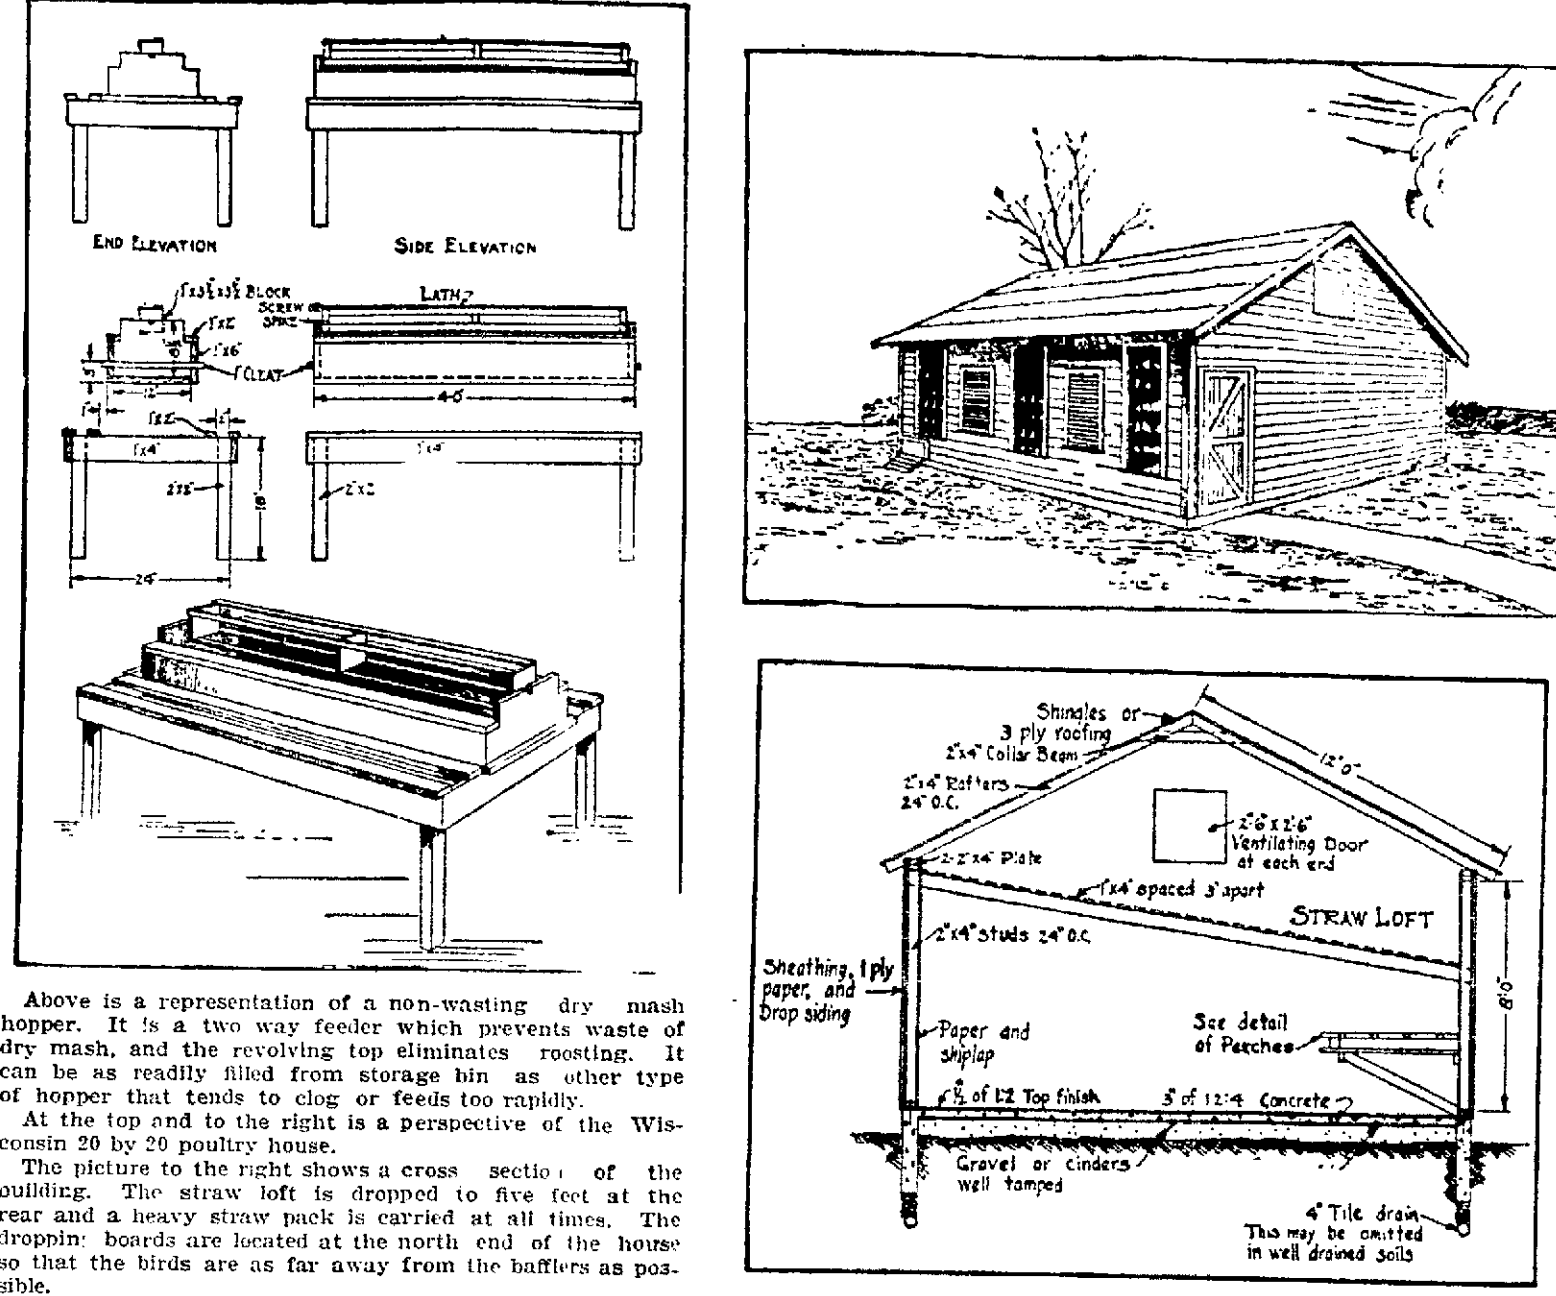 END ELEVATION
SIDE ELEVATION
1"x3½"x3½" BLOCK
SCREW or
SPIKE
LATH
1"x2"
1"x6"
1" CLEAT
12"
4'-0"
1"x2"
1"x4"
1"x4"
2"x2"
2"x2"
18"
24"
Above is a representation of a non-wasting dry mash
hopper. It is a two way feeder which prevents waste of
dry mash, and the revolving top eliminates roosting. It
can be as readily filled from storage bin as other type
of hopper that tends to clog or feeds too rapidly.
At the top and to the right is a perspective of the Wis-
consin 20 by 20 poultry house.
The picture to the right shows a cross section of the
building. The straw loft is dropped to five feet at the
rear and a heavy straw pack is carried at all times. The
dropping boards are located at the north end of the house
so that the birds are as far away from the bafflers as pos-
sible.
Shingles or
3 ply roofing
2"x4" Collar Beam
2"x4" Rafters
24" O.C.
12'0"
2'-6" x 2'-6"
Ventilating Door
at each end
2-2"x4" Plate
1"x4" spaced 3" apart
STRAW LOFT
2"x4" studs 24" O.C.
Sheathing, 1 ply
paper, and
Drop siding
8'0"
Paper and
shiplap
See detail
of Perches
½" of 1:2 Top finish
3" of 1:2:4 Concrete
Gravel or cinders
well tamped
4" Tile drain
This may be omitted
in well drained soils